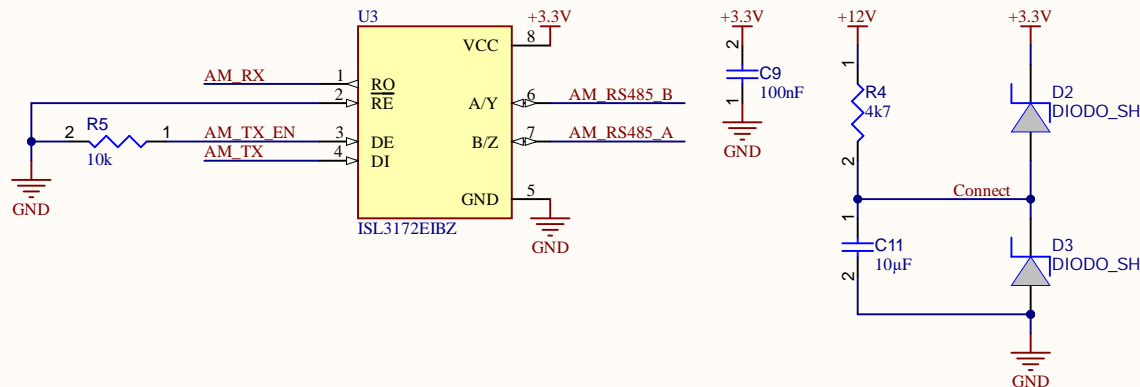 U3
+3.3V
8
VCC
AM_RX
1
RO
2
RE
A/Y
6
AM_RS485_B
R5
2
1
10k
AM_TX_EN
3
DE
B/Z
7
AM_RS485_A
AM_TX
4
DI
GND
GND
5
GND
ISL3172EIBZ
+3.3V
2
C9
100nF
1
GND
+12V
1
R4
4k7
2
Connect
1
C11
10µF
2
+3.3V
D2
DIODO_SH
D3
DIODO_SH
GND